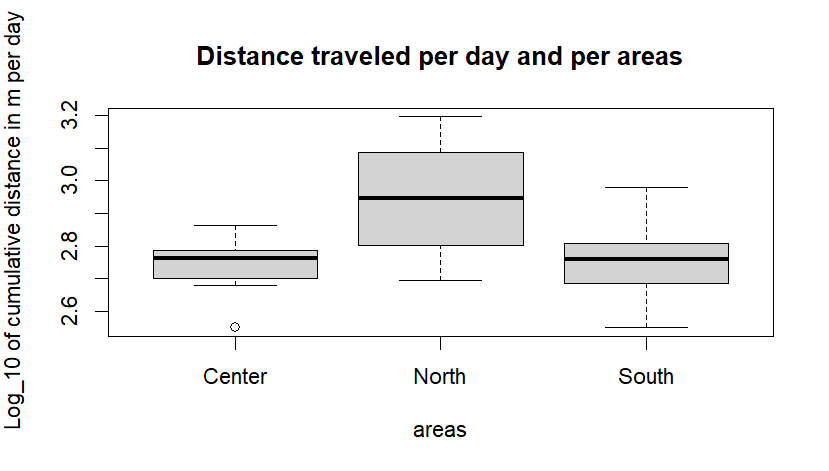 Distance traveled per day and per areas
Log_10 of cumulative distance in m per day
3.2
3.0
2.8
2.6
Center North South
areas